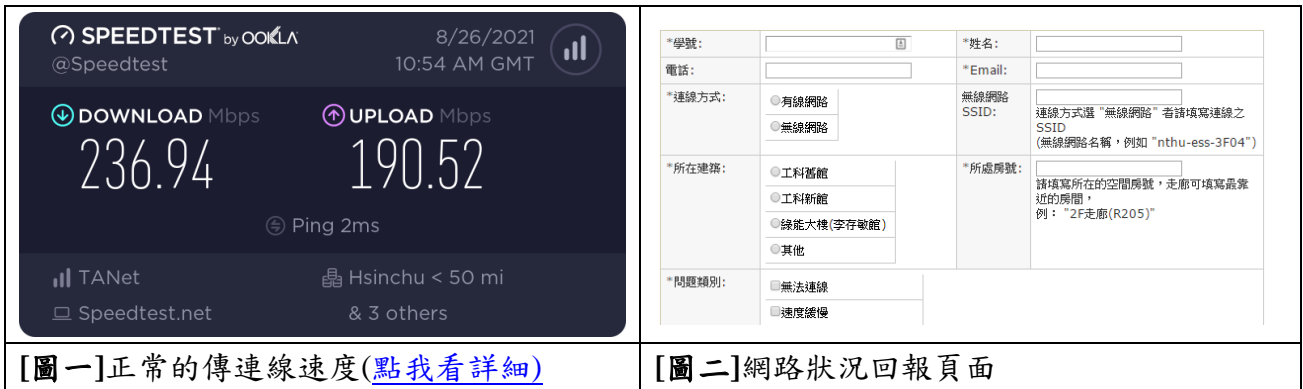 SPEEDTEST by OOKLA
8/26/2021
@Speedtest
10:54 AM GMT
DOWNLOAD Mbps
UPLOAD Mbps
236.94
190.52
Ping 2ms
TANet
Hsinchu < 50 mi
Speedtest.net
& 3 others
*學號:
*姓名:
電話:
*Email:
*連線方式:
有線網路
無線網路
無線網路
SSID:
連線方式選 "無線網路" 者請填寫連線之
SSID
(無線網路名稱，例如 "nthu-ess-3F04")
*所在建築:
工科舊館
工科新館
綠能大樓(李存敏館)
其他
*所處房號:
請填寫所在的空間房號，走廊可填寫最靠
近的房間，
例： "2F走廊(R205)"
*問題類別:
無法連線
速度緩慢
[圖一]正常的傳連線速度(點我看詳細)
[圖二]網路狀況回報頁面